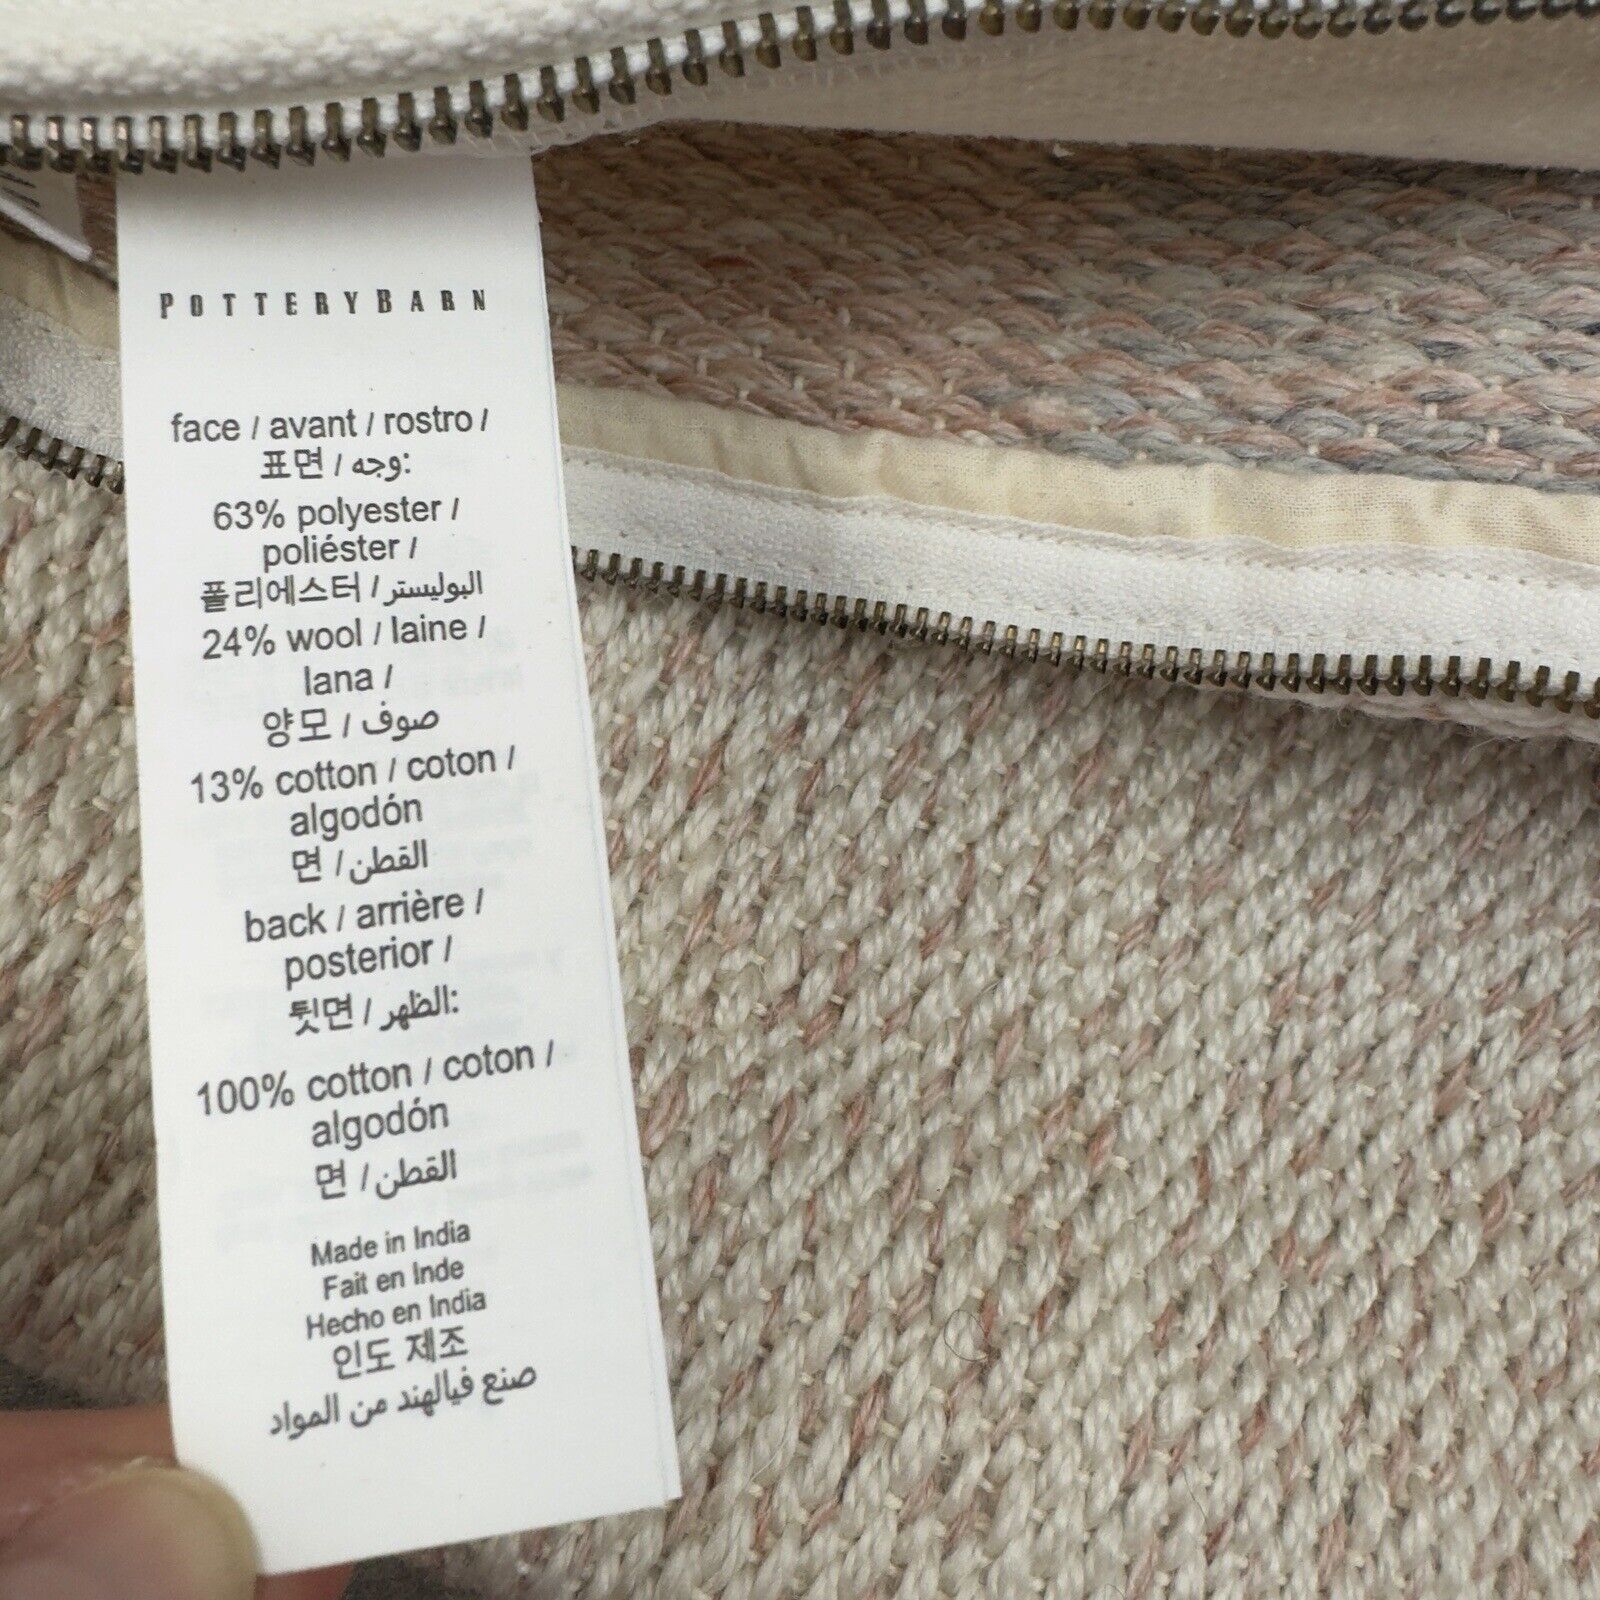 POTTERYBARN
face / avant / rostro /
표면 / وجه:
63% polyester /
poliéster /
폴리에스터 / البوليستر
24% wool / laine /
lana /
양모 / صوف
13% cotton / coton /
algodón
면 / القطن
back / arrière /
posterior /
뒷면 / الظهر:
100% cotton / coton /
algodón
면 / القطن
Made in India
Fait en Inde
Hecho en India
인도 제조
صنع فيالهند من المواد